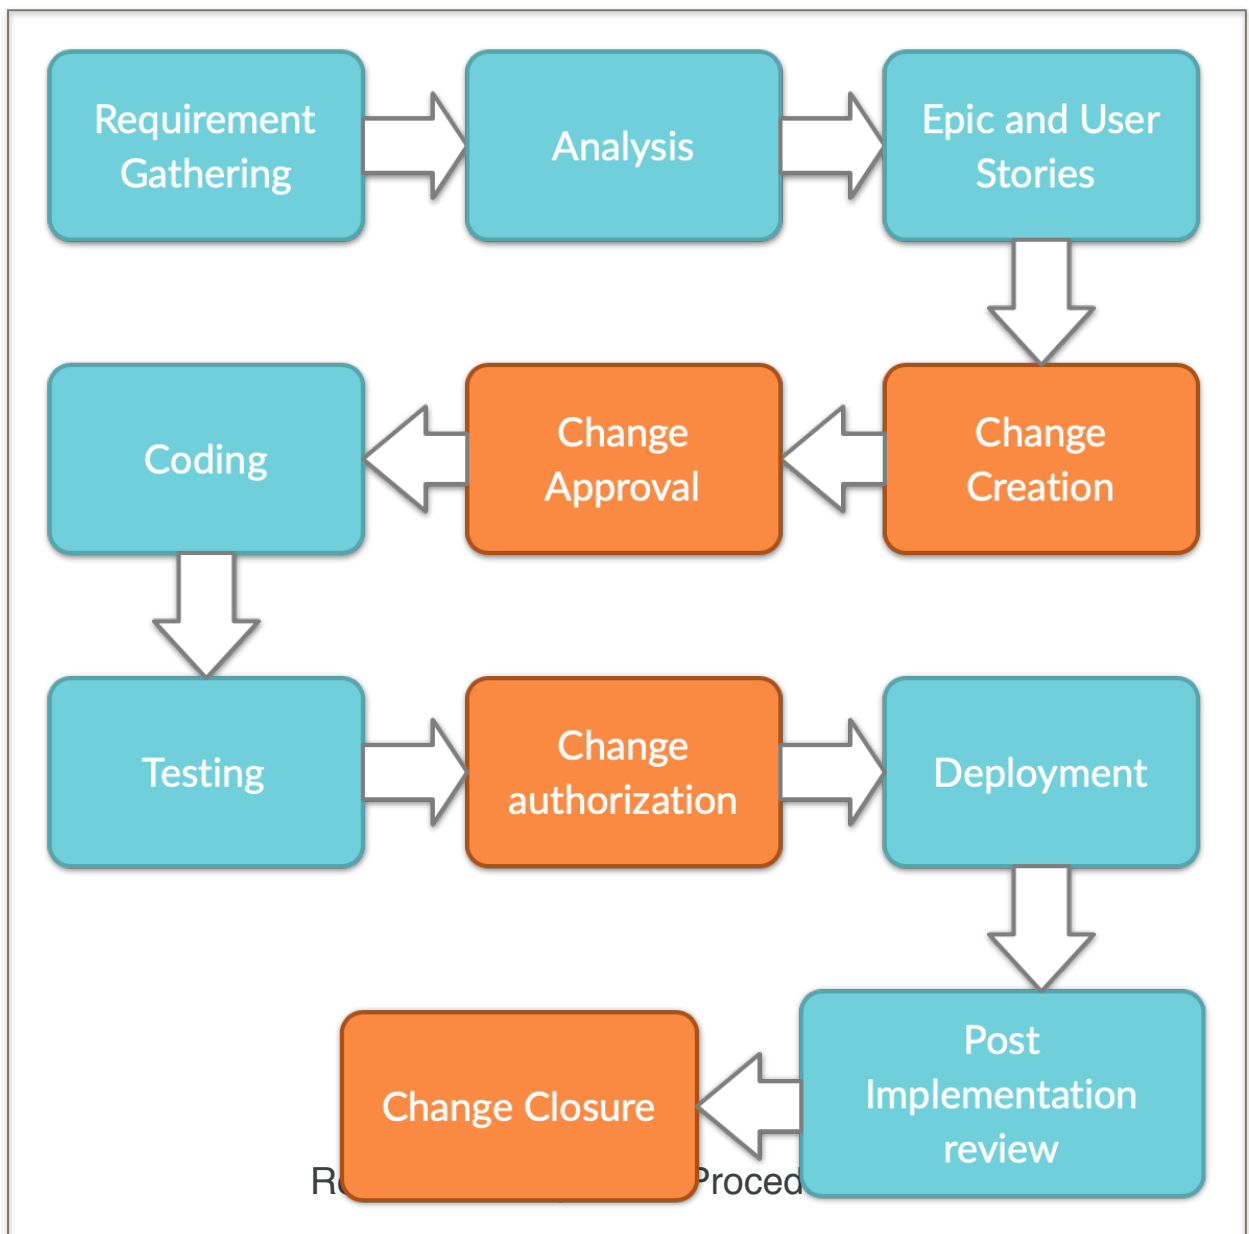 Requirement
Gathering
Analysis
Epic and User
Stories
Change
Creation
Change
Approval
Coding
Testing
Change
authorization
Deployment
Post
Implementation
review
Change Closure